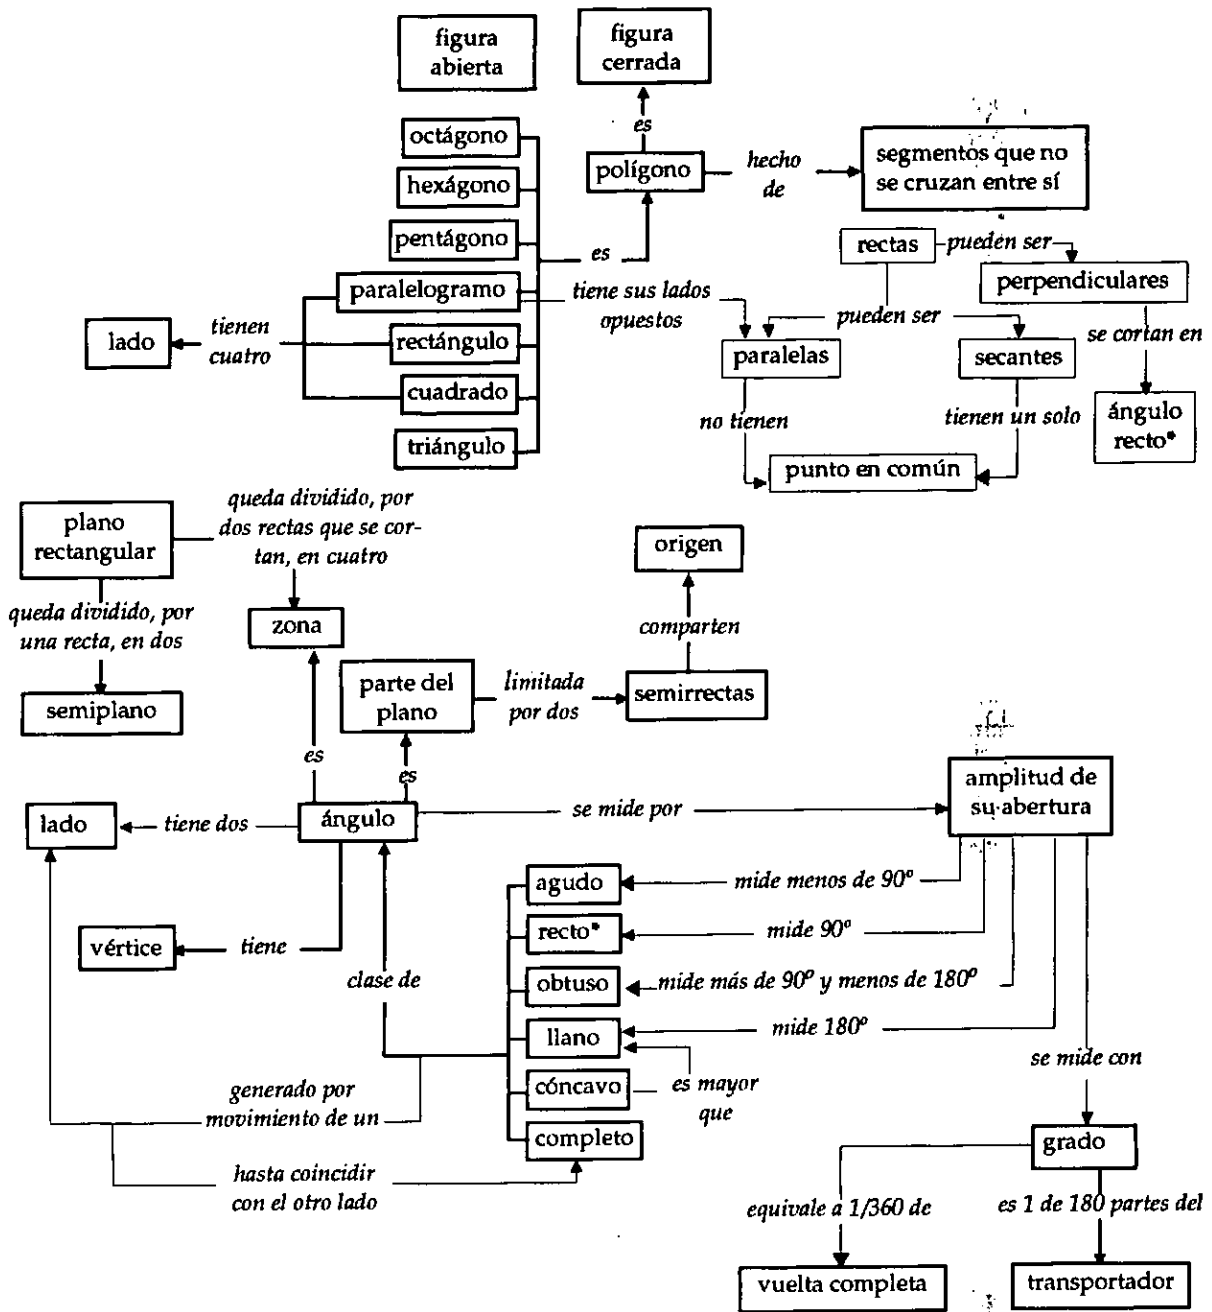 figura
abierta
figura
cerrada
octágono
es
hexágono
polígono
hecho
de
segmentos que no
se cruzan entre sí
pentágono
es
rectas
pueden ser
perpendiculares
paralelogramo
tiene sus lados
opuestos
pueden ser
lado
tienen
cuatro
rectángulo
paralelas
secantes
se cortan en
cuadrado
no tienen
tienen un solo
ángulo
recto*
triángulo
punto en común
plano
rectangular
queda dividido, por
dos rectas que se cor-
tan, en cuatro
origen
queda dividido, por
una recta, en dos
zona
comparten
semiplano
parte del
plano
limitada
por dos
semirrectas
es
es
amplitud de
su abertura
lado
tiene dos
ángulo
se mide por
agudo
mide menos de 90º
vértice
tiene
recto*
mide 90º
clase de
obtuso
mide más de 90º y menos de 180º
llano
mide 180º
se mide con
generado por
movimiento de un
cóncavo
es mayor
que
completo
grado
hasta coincidir
con el otro lado
equivale a 1/360 de
es 1 de 180 partes del
vuelta completa
transportador